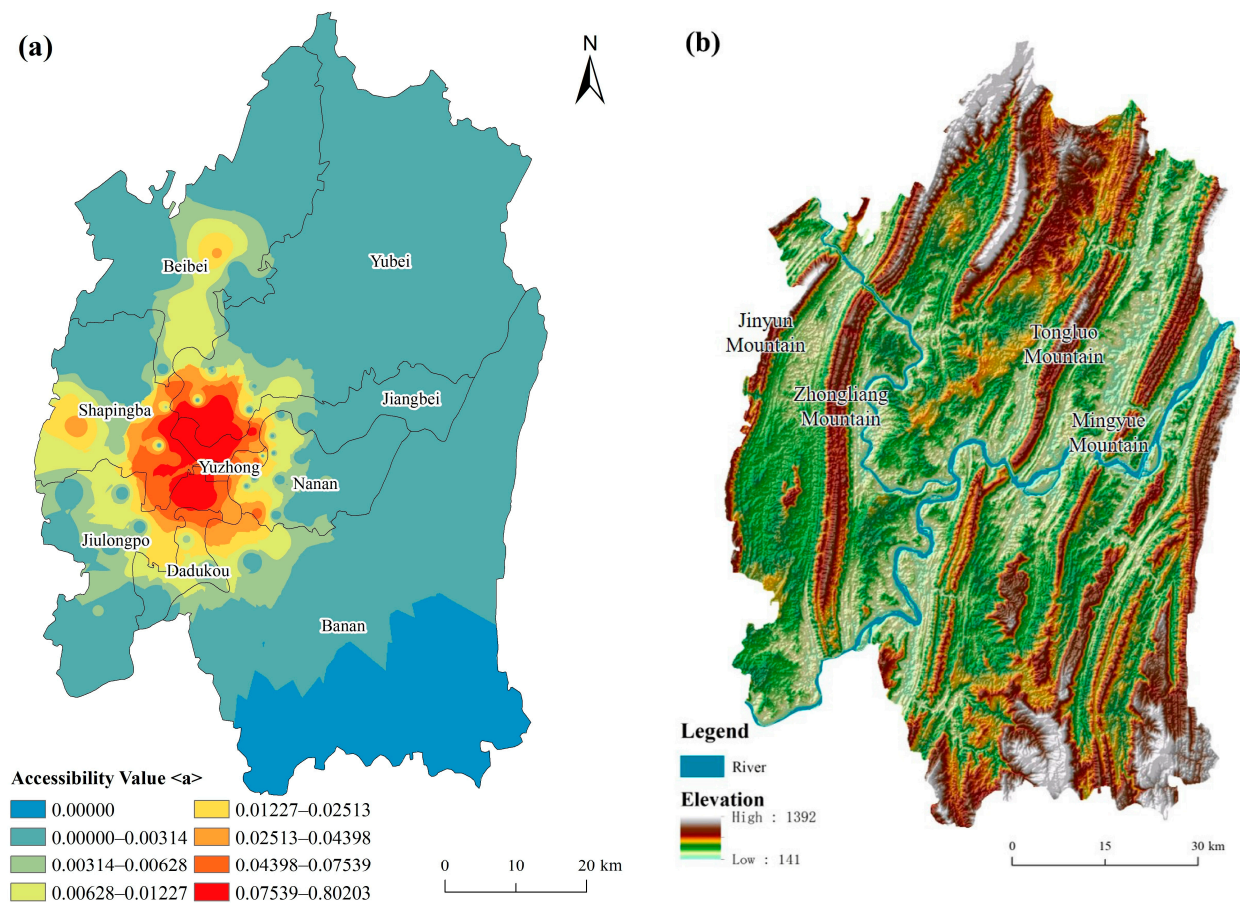 (a)
N
Beibei
Yubei
Shapingba
Jiangbei
Yuzhong
Nanan
Jiulongpo
Dadukou
Banan
Accessibility Value <a>
0.00000
0.00000–0.00314
0.00314–0.00628
0.00628–0.01227
0.01227–0.02513
0.02513–0.04398
0.04398–0.07539
0.07539–0.80203
0 10 20 km
(b)
Jinyun
Mountain
Zhongliang
Mountain
Tongluo
Mountain
Mingyue
Mountain
Legend
River
Elevation
High : 1392
Low : 141
0 15 30 km